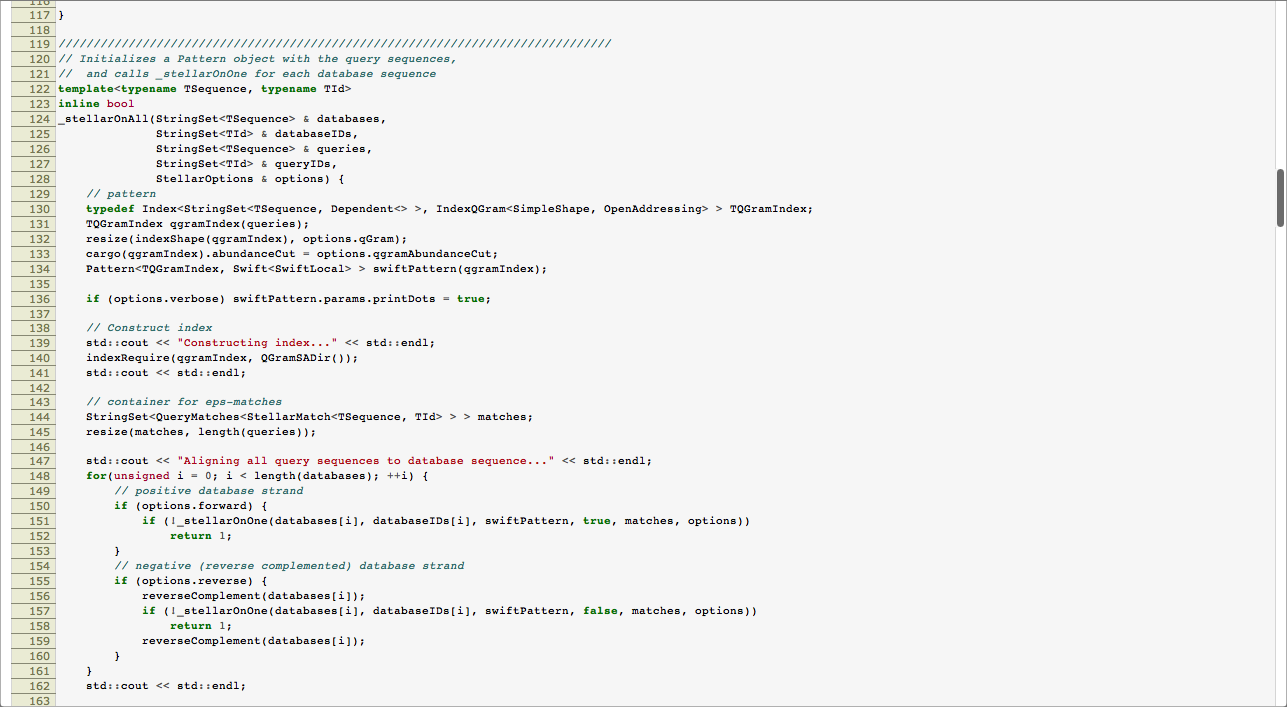 116
117 }
118
119 ///////////////////////////////////////////////////////////////////////////////
120 // Initializes a Pattern object with the query sequences,
121 //  and calls _stellarOnOne for each database sequence
122 template<typename TSequence, typename TId>
123 inline bool
124 _stellarOnAll(StringSet<TSequence> & databases,
125               StringSet<TId> & databaseIDs,
126               StringSet<TSequence> & queries,
127               StringSet<TId> & queryIDs,
128               StellarOptions & options) {
129     // pattern
130     typedef Index<StringSet<TSequence, Dependent<> >, IndexQGram<SimpleShape, OpenAddressing> > TQGramIndex;
131     TQGramIndex qgramIndex(queries);
132     resize(indexShape(qgramIndex), options.qGram);
133     cargo(qgramIndex).abundanceCut = options.qgramAbundanceCut;
134     Pattern<TQGramIndex, Swift<SwiftLocal> > swiftPattern(qgramIndex);
135
136     if (options.verbose) swiftPattern.params.printDots = true;
137
138     // Construct index
139     std::cout << "Constructing index..." << std::endl;
140     indexRequire(qgramIndex, QGramSADir());
141     std::cout << std::endl;
142
143     // container for eps-matches
144     StringSet<QueryMatches<StellarMatch<TSequence, TId> > > matches;
145     resize(matches, length(queries));
146
147     std::cout << "Aligning all query sequences to database sequence..." << std::endl;
148     for(unsigned i = 0; i < length(databases); ++i) {
149         // positive database strand
150         if (options.forward) {
151             if (!_stellarOnOne(databases[i], databaseIDs[i], swiftPattern, true, matches, options))
152                 return 1;
153         }
154         // negative (reverse complemented) database strand
155         if (options.reverse) {
156             reverseComplement(databases[i]);
157             if (!_stellarOnOne(databases[i], databaseIDs[i], swiftPattern, false, matches, options))
158                 return 1;
159             reverseComplement(databases[i]);
160         }
161     }
162     std::cout << std::endl;
163